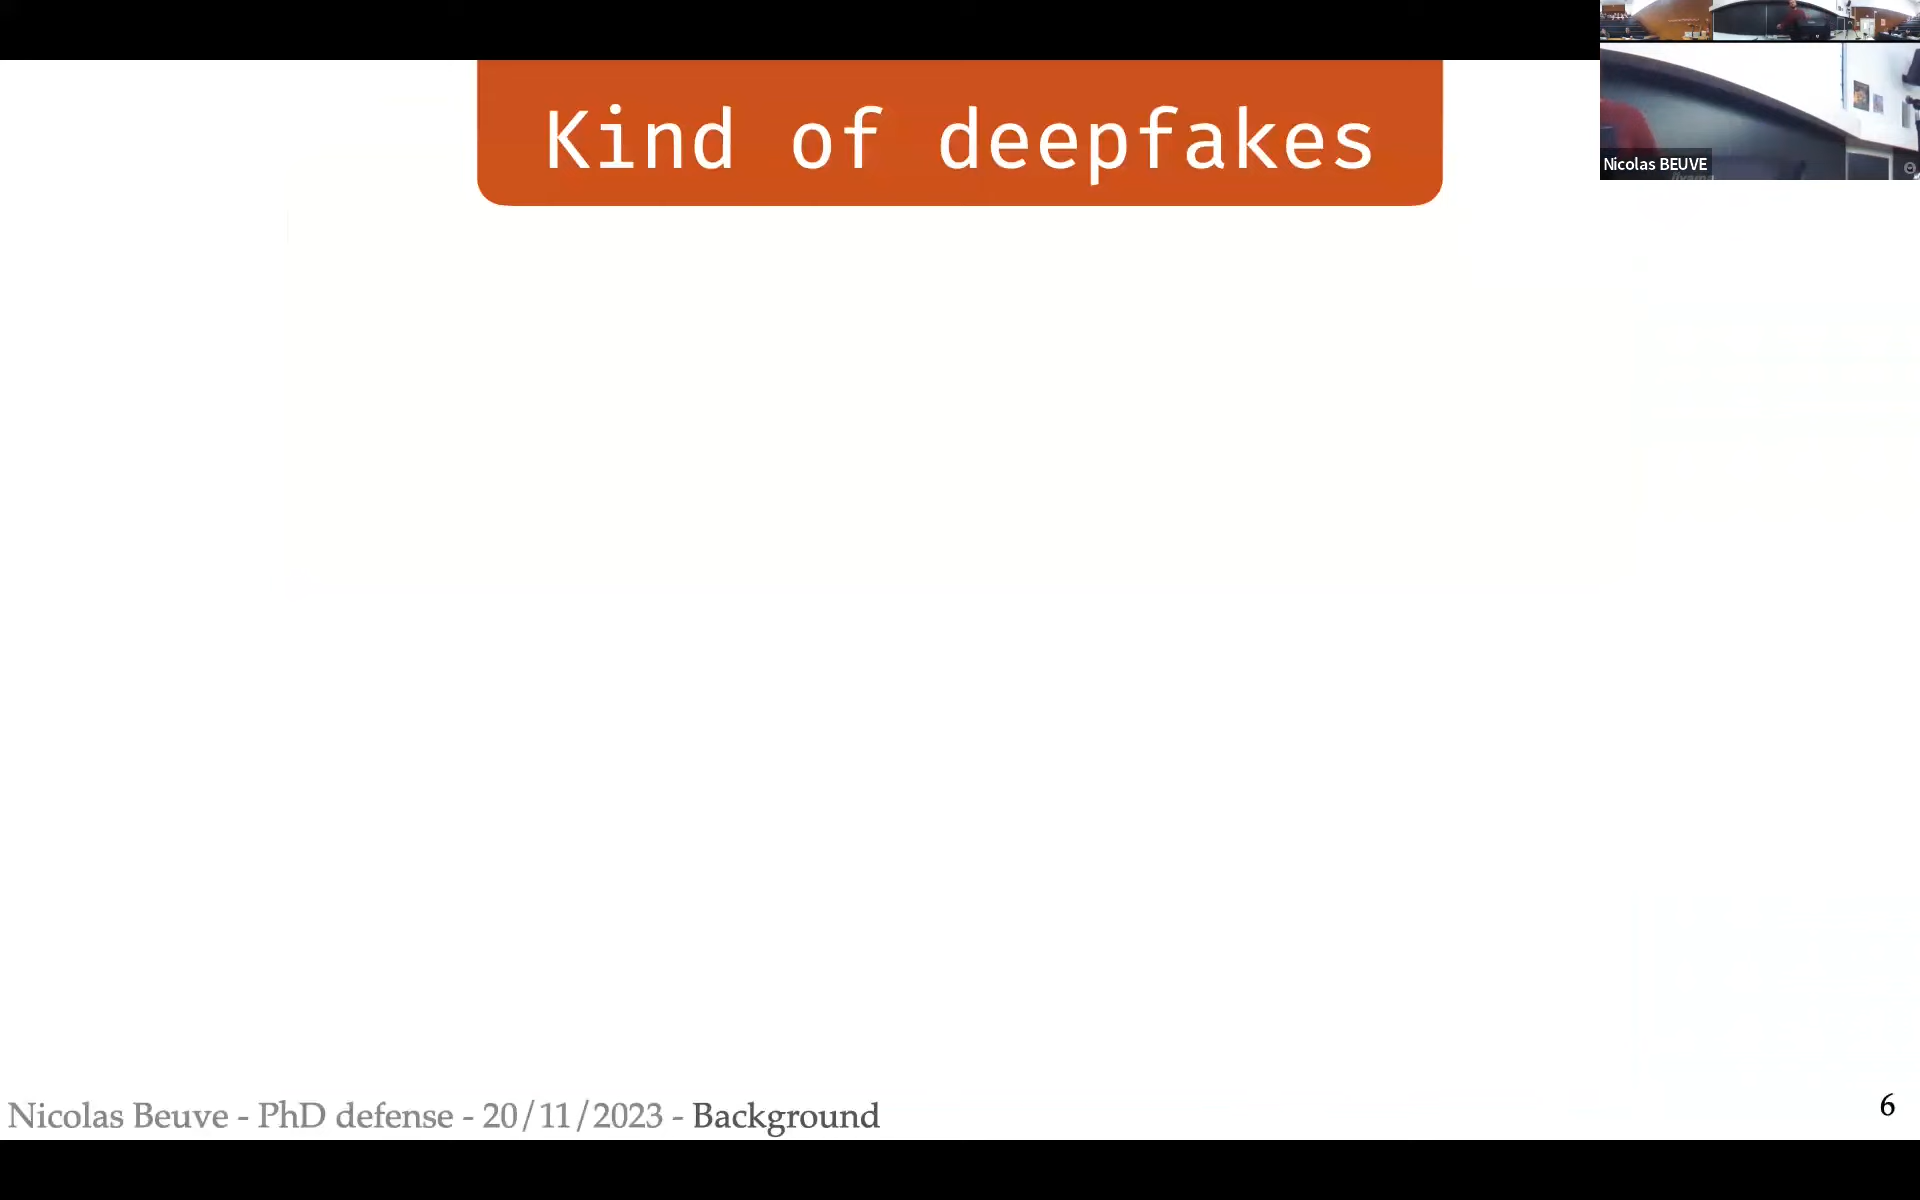 Kind of deepfakes
Nicolas BEUVE
Nicolas Beuve - PhD defense - 20/11/2023 - Background
6